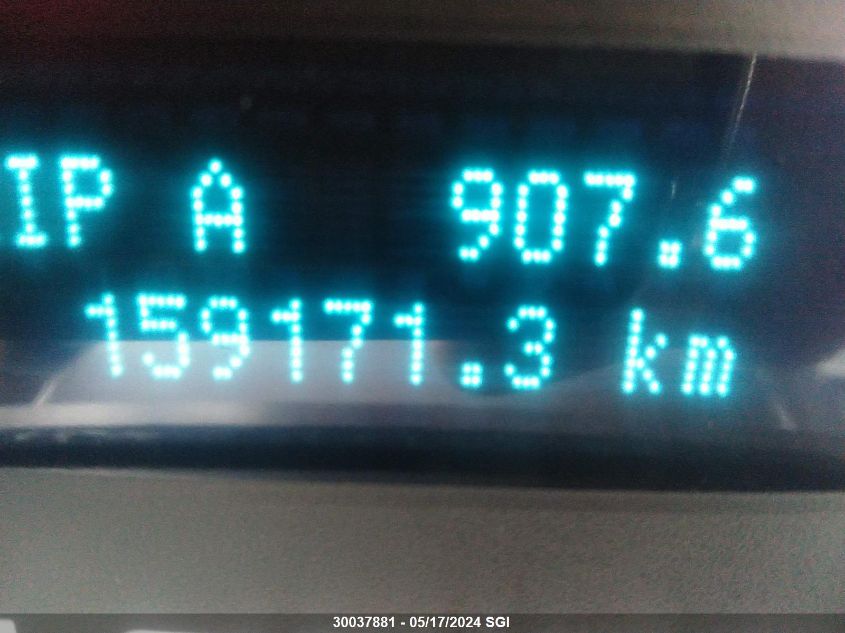 IP A 907.6
159171.3 km
30037881 - 05/17/2024 SGI